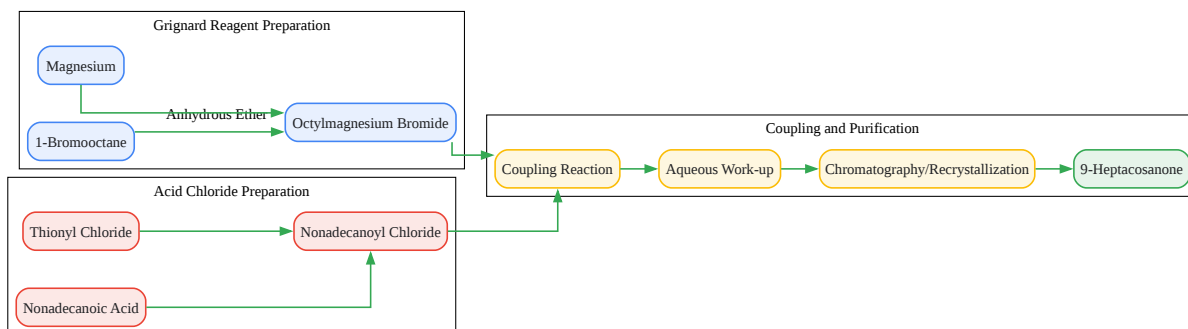 Grignard Reagent Preparation
Magnesium
Anhydrous Ether
1-Bromooctane
Octylmagnesium Bromide
Coupling and Purification
Coupling Reaction
Aqueous Work-up
Chromatography/Recrystallization
9-Heptacosanone
Acid Chloride Preparation
Thionyl Chloride
Nonadecanoyl Chloride
Nonadecanoic Acid